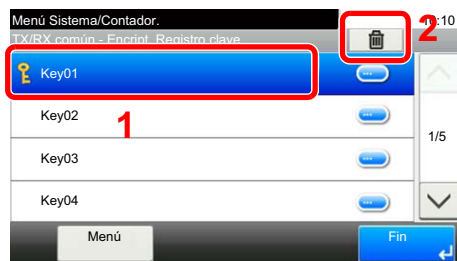 Menú Sistema/Contador.
16:10
2
TX/RX común - Encript. Registro clave
Key01
Key02
1
1/5
Key03
Key04
Menú
Fin